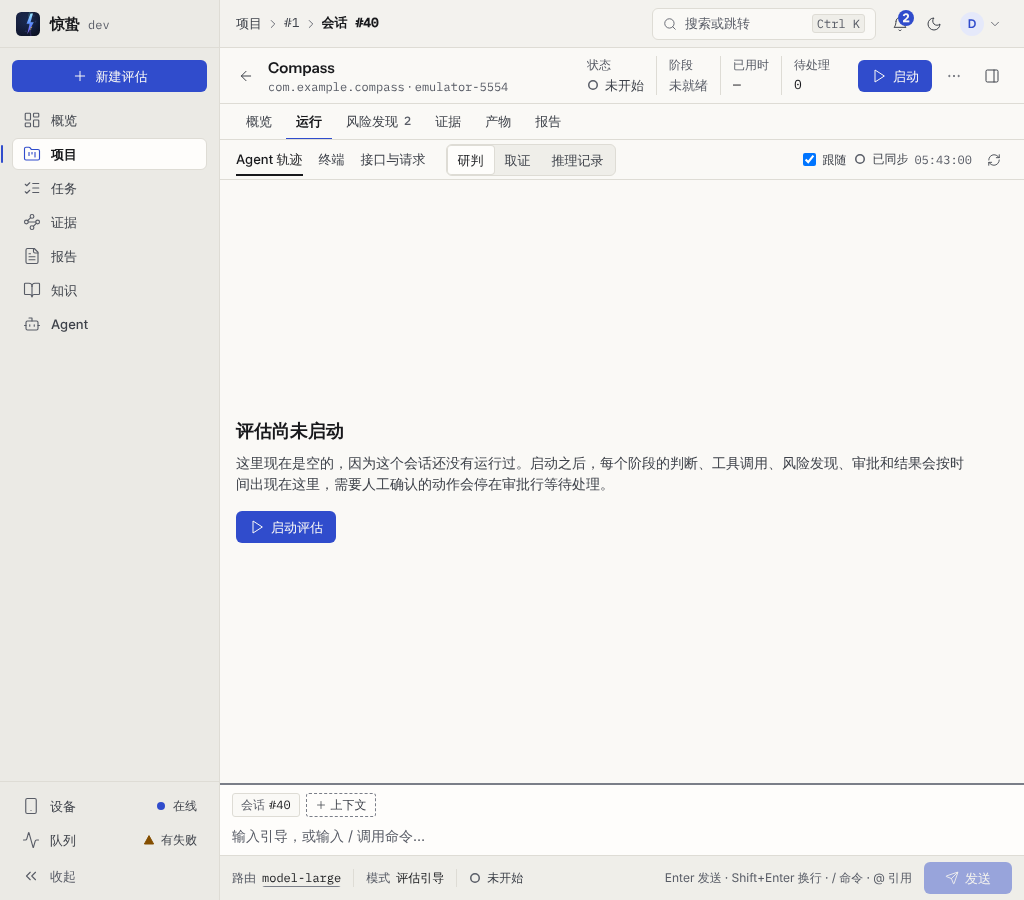 惊蛰 dev
项目 > #1 > 会话 #40
搜索或跳转 Ctrl K
2
D
新建评估
概览
项目
任务
证据
报告
知识
Agent
设备 在线
队列 有失败
收起
Compass
com.example.compass · emulator-5554
状态 未开始
阶段 未就绪
已用时 —
待处理 0
启动
概览 运行 风险发现 2 证据 产物 报告
Agent 轨迹 终端 接口与请求 研判 取证 推理记录
跟随 已同步 05:43:00
评估尚未启动
这里现在是空的，因为这个会话还没有运行过。启动之后，每个阶段的判断、工具调用、风险发现、审批和结果会按时
间出现在这里，需要人工确认的动作会停在审批行等待处理。
启动评估
会话 #40 + 上下文
输入引导，或输入 / 调用命令…
路由 model-large 模式 评估引导 未开始
Enter 发送 · Shift+Enter 换行 · / 命令 · @ 引用
发送